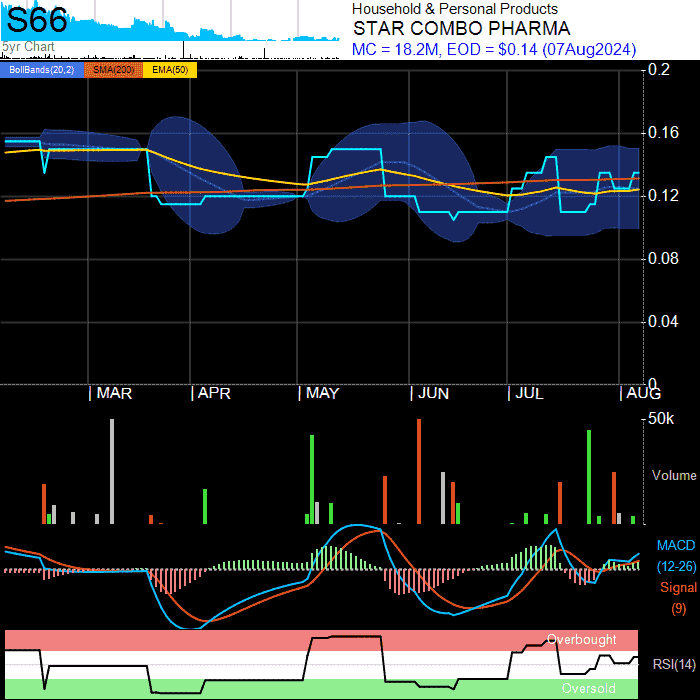 S66
5yr Chart
Household & Personal Products
STAR COMBO PHARMA
MC = 18.2M, EOD = $0.14 (07Aug2024)
BollBands(20,2) SMA(200) EMA(50)
0.2
0.16
0.12
0.08
0.04
0
MAR APR MAY JUN JUL AUG
50k
Volume
MACD
(12-26)
Signal
(9)
Overbought
RSI(14)
Oversold